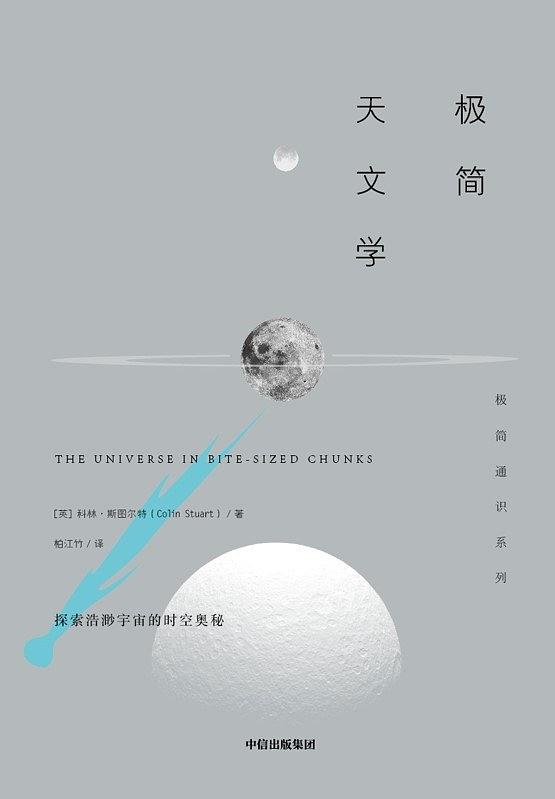 极简
天文学
极简通识系列
THE UNIVERSE IN BITE-SIZED CHUNKS
[英] 科林·斯图尔特 (Colin Stuart) / 著
柏江竹 / 译
探索浩渺宇宙的时空奥秘
中信出版集团